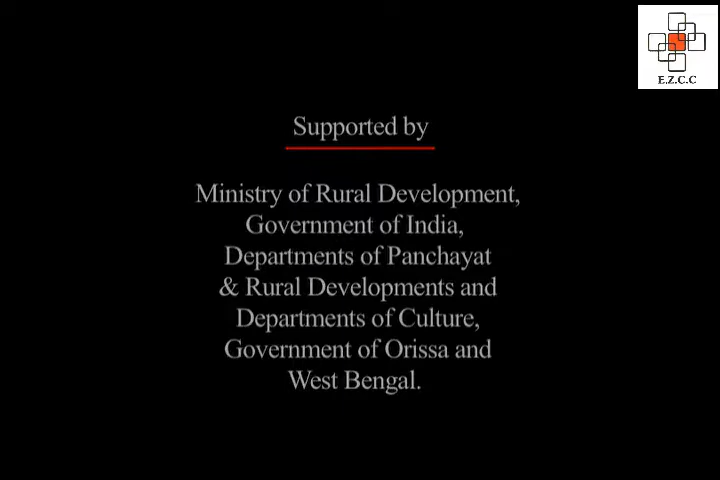 E.Z.C.C
Supported by
Ministry of Rural Development,
Government of India,
Departments of Panchayat
& Rural Developments and
Departments of Culture,
Government of Orissa and
West Bengal.